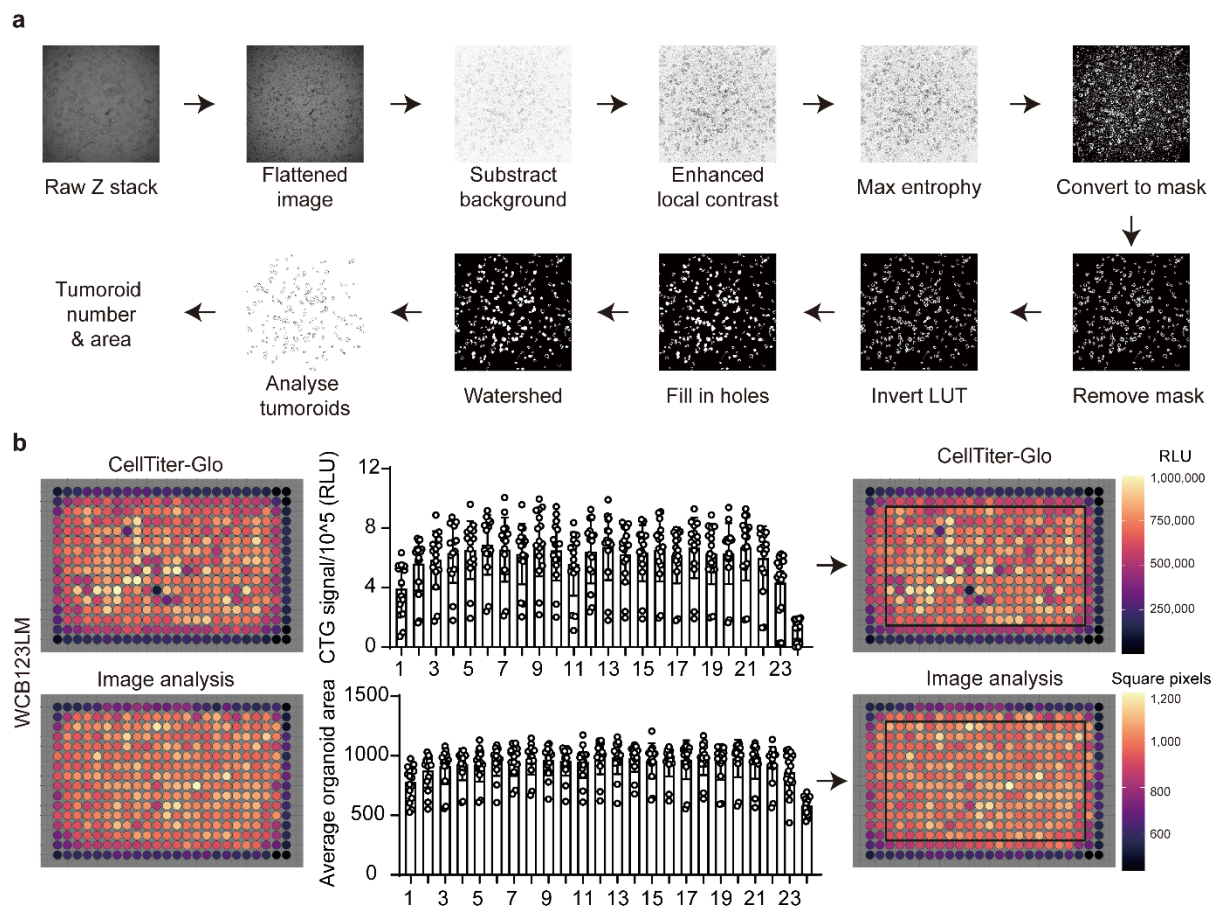 a
Raw Z stack
Flattened
image
Substract
background
Enhanced
local contrast
Max entropy
Convert to mask
Tumoroid
number
& area
Analyse
tumoroids
Watershed
Fill in holes
Invert LUT
Remove mask
b
WCB123LM
CellTiter-Glo
CTG signal/10^5 (RLU)
12
8
4
0
1 3 5 7 9 11 13 15 17 19 21 23
CellTiter-Glo
RLU
1,000,000
750,000
500,000
250,000
Image analysis
Average organoid area
1500
1000
500
0
1 3 5 7 9 11 13 15 17 19 21 23
Image analysis
Square pixels
1,200
1,000
800
600